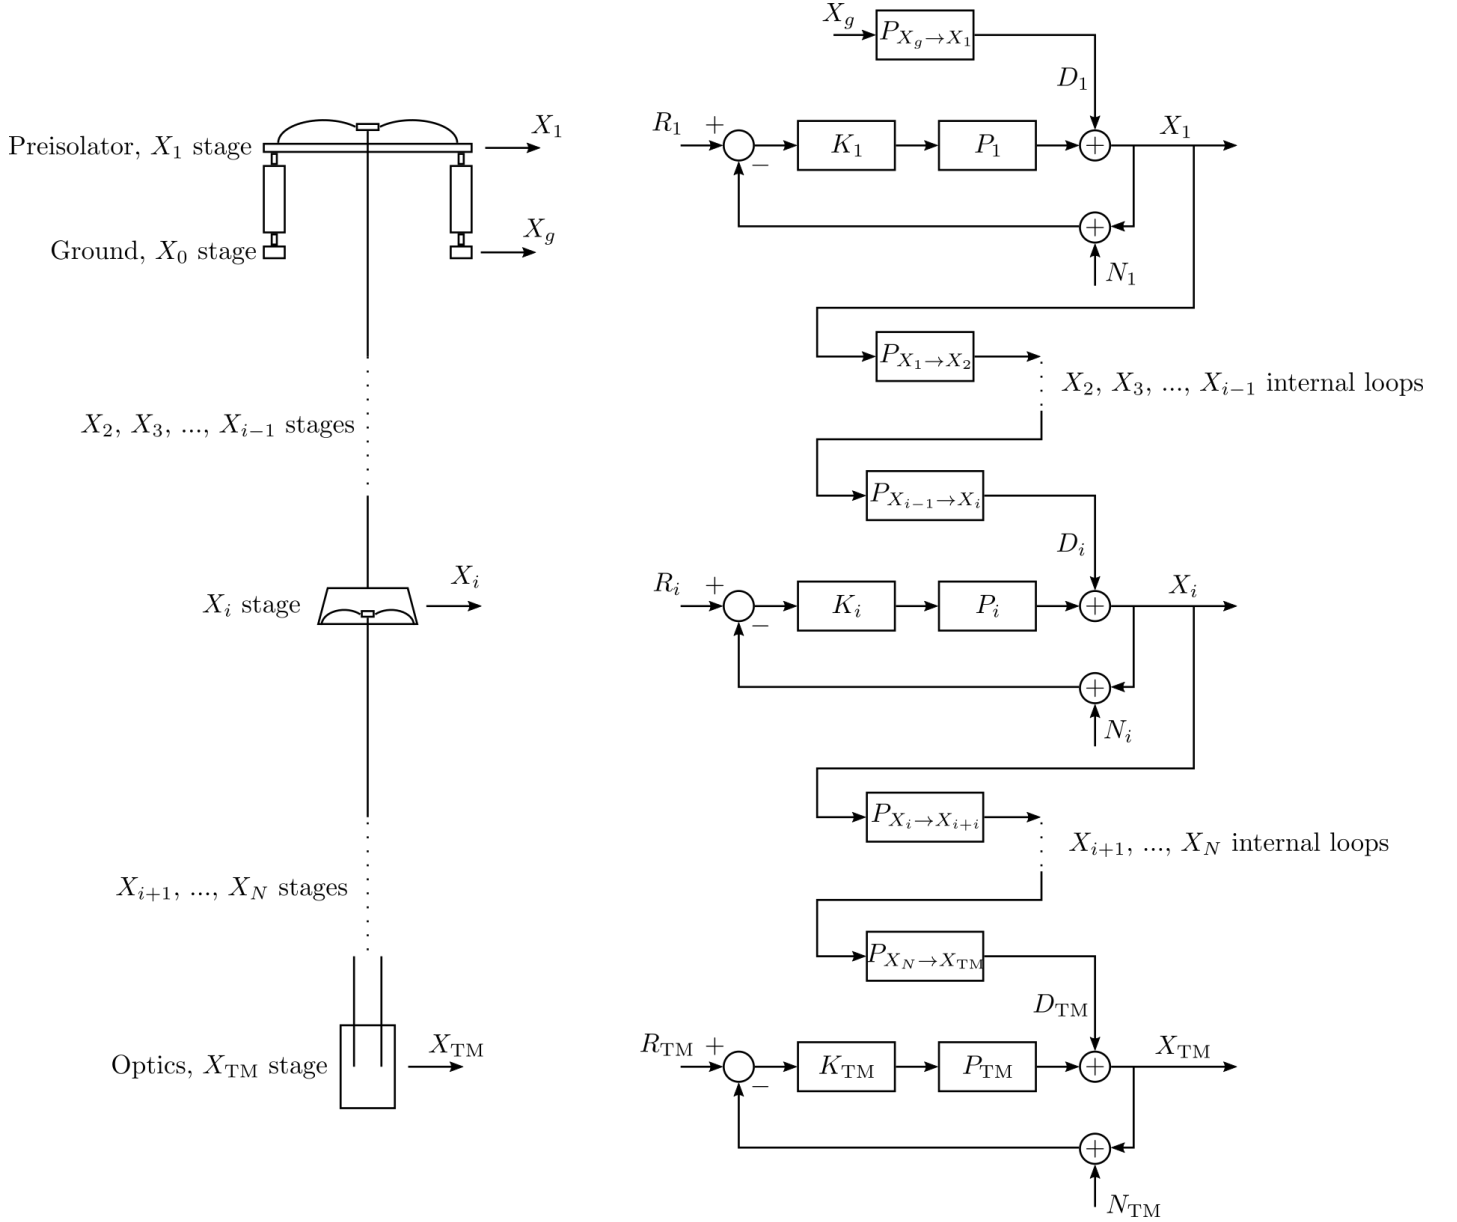 X_g
P_{X_g→X_1}
D_1
Preisolator, X_1 stage
X_1
R_1
+
−
K_1
P_1
+
X_1
Ground, X_0 stage
X_g
+
N_1
P_{X_1→X_2}
X_2, X_3, ..., X_{i−1} internal loops
X_2, X_3, ..., X_{i−1} stages
P_{X_{i−1}→X_i}
D_i
X_i stage
X_i
R_i
+
−
K_i
P_i
+
X_i
+
N_i
P_{X_i→X_{i+i}}
X_{i+1}, ..., X_N internal loops
X_{i+1}, ..., X_N stages
P_{X_N→X_TM}
D_TM
Optics, X_TM stage
X_TM
R_TM
+
−
K_TM
P_TM
+
X_TM
+
N_TM